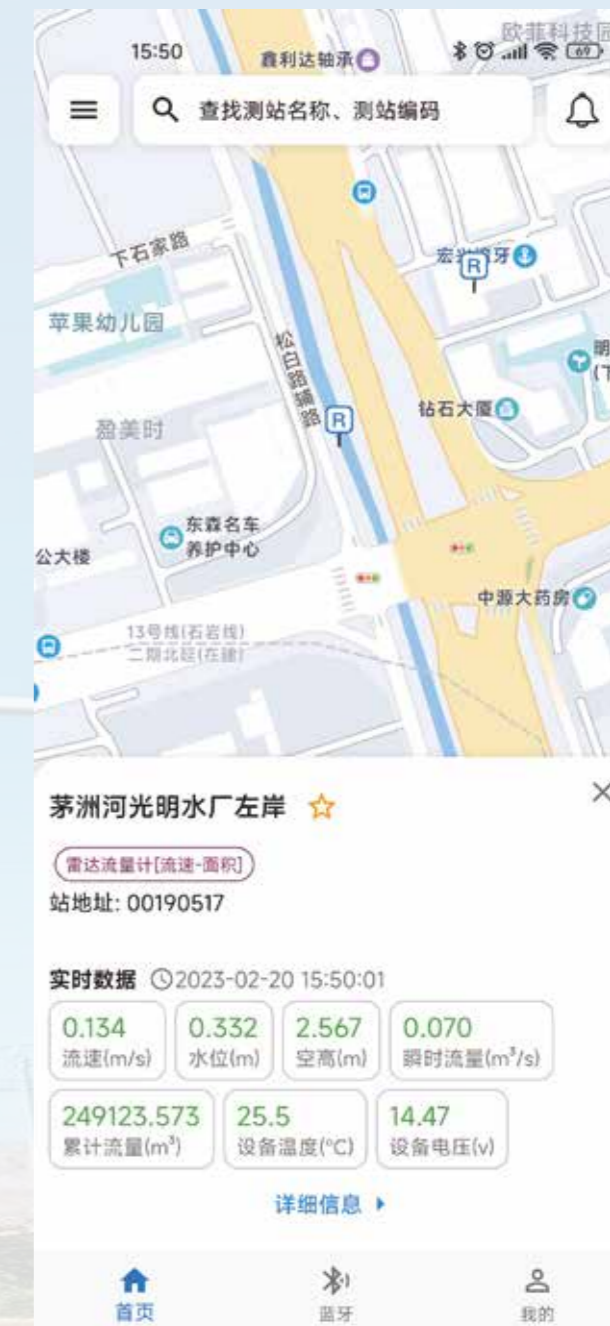 欧菲科技园
15:50
鑫利达轴承
69
查找测站名称、测站编码
下石家路
宏兴
牙
R
苹果幼儿园
松白路辅路
明
(下
R
钻石大厦
盈美时
东森名车
养护中心
公大楼
中源大药房
13号线(石岩线)
二期北延(在建)
茅洲河光明水厂左岸
雷达流量计[流速-面积]
站地址: 00190517
实时数据 2023-02-20 15:50:01
0.134 0.332 2.567 0.070
流速(m/s) 水位(m) 空高(m) 瞬时流量(m³/s)
249123.573 25.5 14.47
累计流量(m³) 设备温度(°C) 设备电压(v)
详细信息
首页 蓝牙 我的